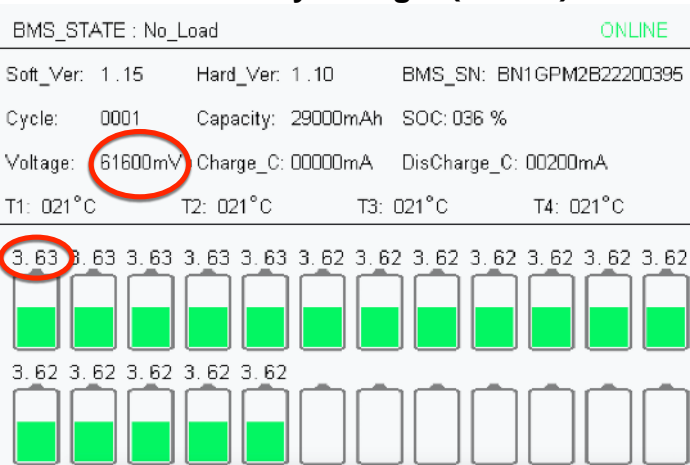 BMS_STATE : No_Load ONLINE
Soft_Ver: 1.15 Hard_Ver: 1.10 BMS_SN: BN1GPM2B22200395
Cycle: 0001 Capacity: 29000mAh SOC: 036 %
Voltage: 61600mV Charge_C: 00000mA DisCharge_C: 00200mA
T1: 021°C T2: 021°C T3: 021°C T4: 021°C
3.63 3.63 3.63 3.63 3.63 3.62 3.62 3.62 3.62 3.62 3.62 3.62
3.62 3.62 3.62 3.62 3.62